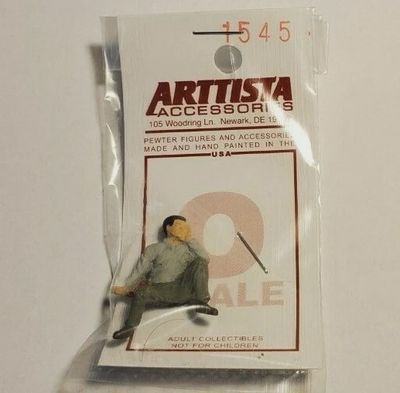 1545
ARTTISTA
ACCESSORIES
105 Woodring Ln. Newark, DE
PEWTER FIGURES AND ACCESSORIES
MADE AND HAND PAINTED IN THE
USA
O
ALE
ADULT COLLECTIBLES
NOT FOR CHILDREN